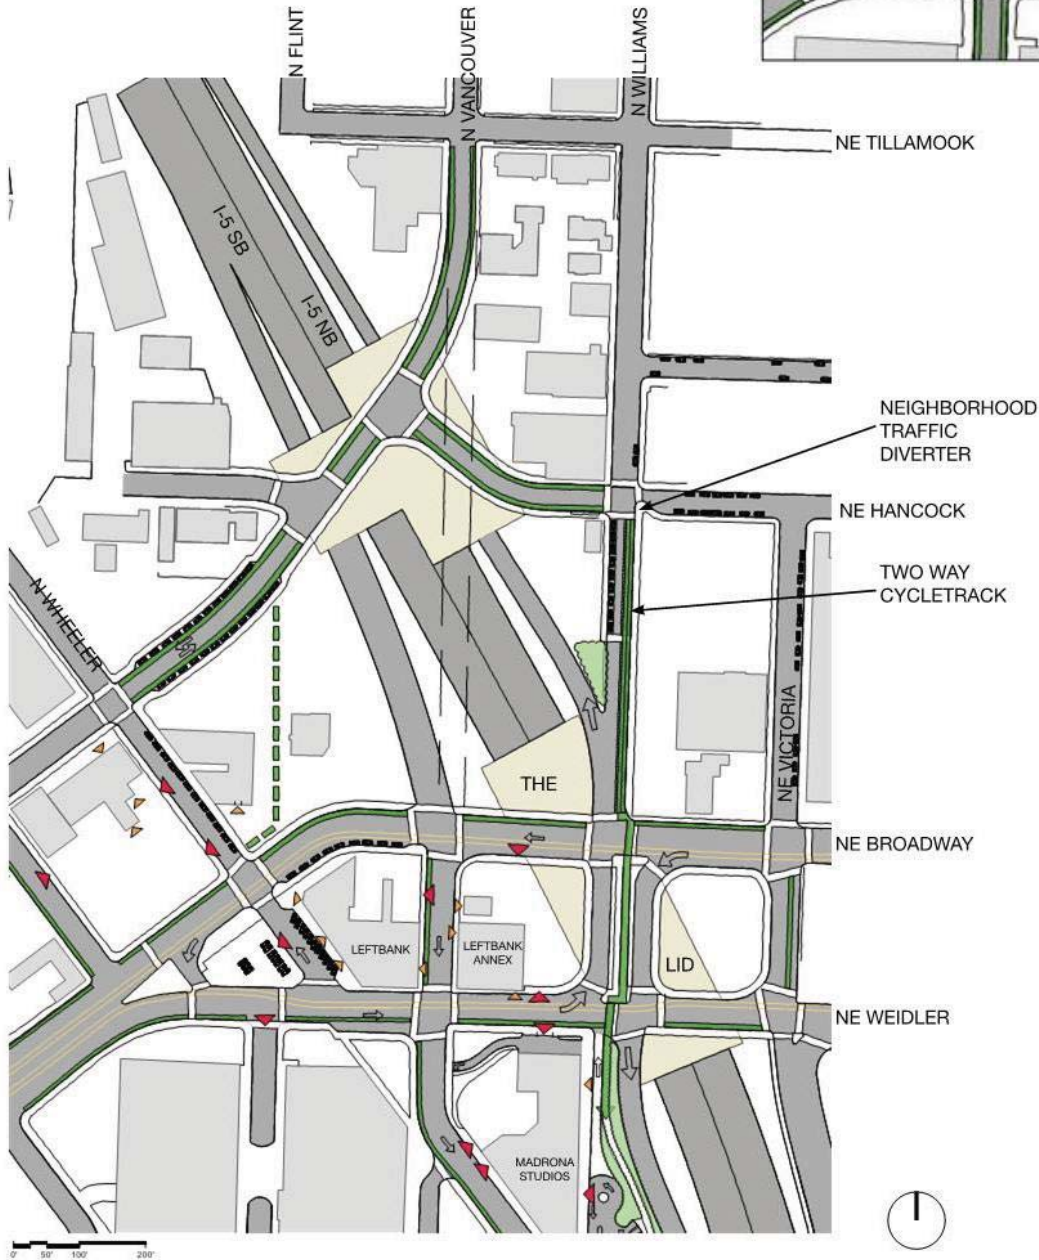 N FLINT
N VANCOUVER
N WILLIAMS
NE TILLAMOOK
I-5 SB
I-5 NB
NEIGHBORHOOD
TRAFFIC
DIVERTER
NE HANCOCK
TWO WAY
CYCLETRACK
N WHEELER
NE VICTORIA
THE
NE BROADWAY
LEFTBANK
LEFTBANK
ANNEX
LID
NE WEIDLER
MADRONA
STUDIOS
0' 50' 100' 200'